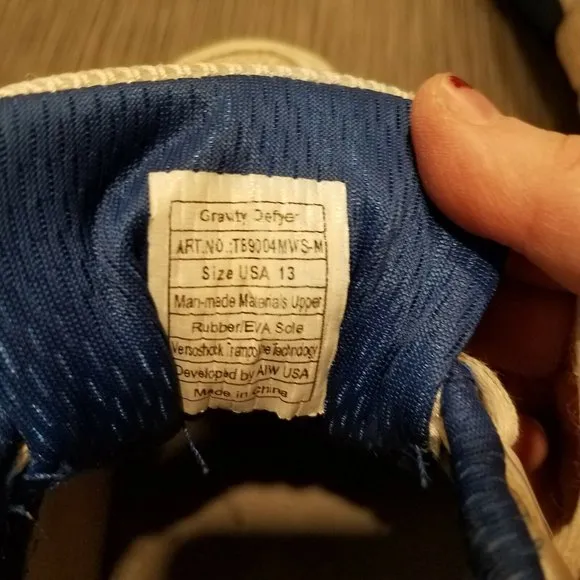 Gravity Defyer
ART.NO.:TB9004MWS-M
Size USA 13
Man-made Materials Upper
Rubber/EVA Sole
Versoshock Trampoline Technology
Developed by AIW USA
Made in China